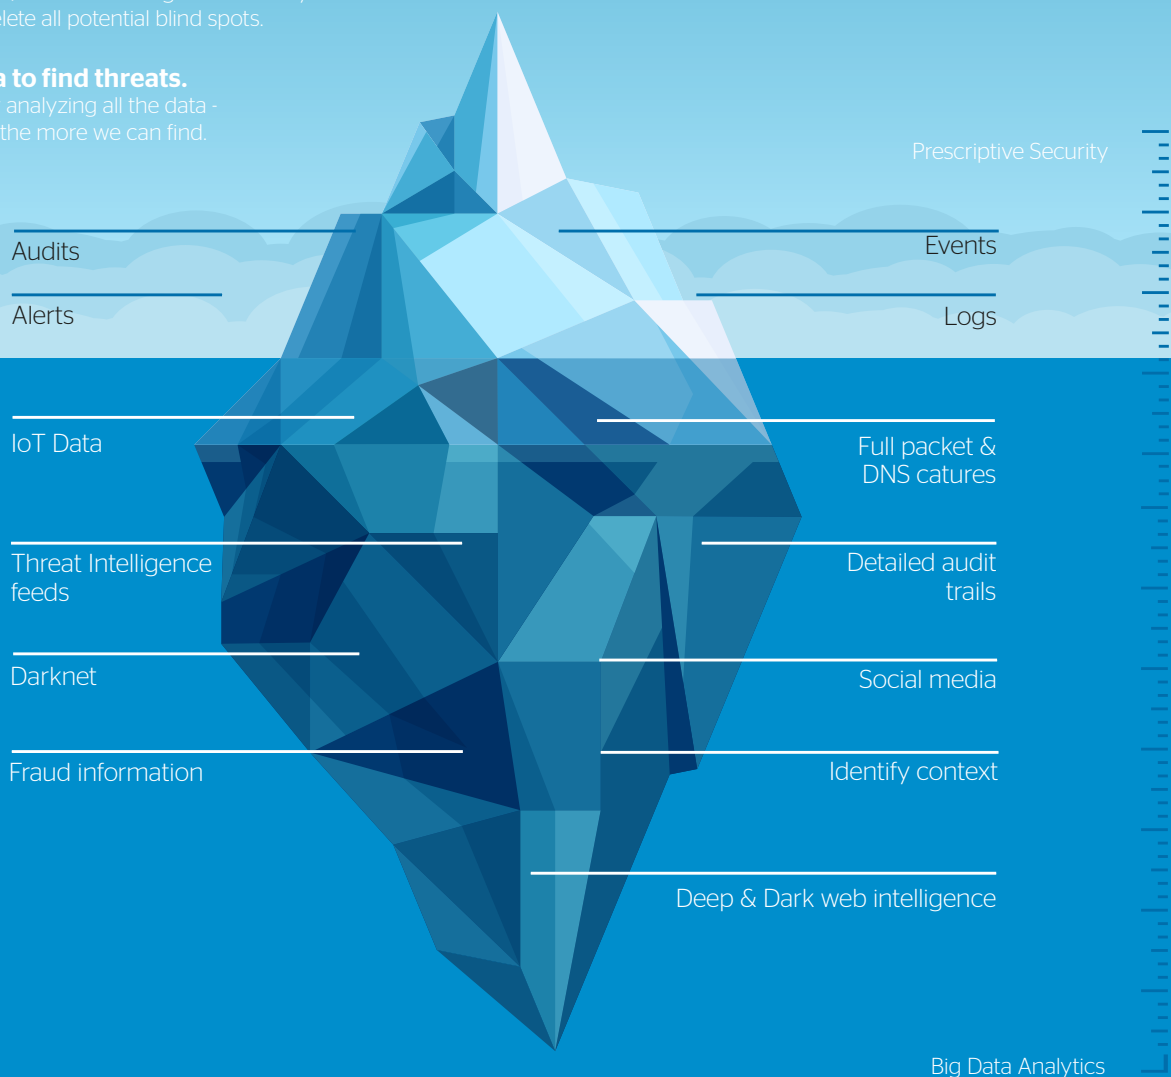 all potential blind spots.
to find threats.
analyzing all the data -
the more we can find.
Prescriptive Security
Audits
Events
Alerts
Logs
IoT Data
Full packet &
DNS catures
Threat Intelligence
feeds
Detailed audit
trails
Darknet
Social media
Fraud information
Identify context
Deep & Dark web intelligence
Big Data Analytics